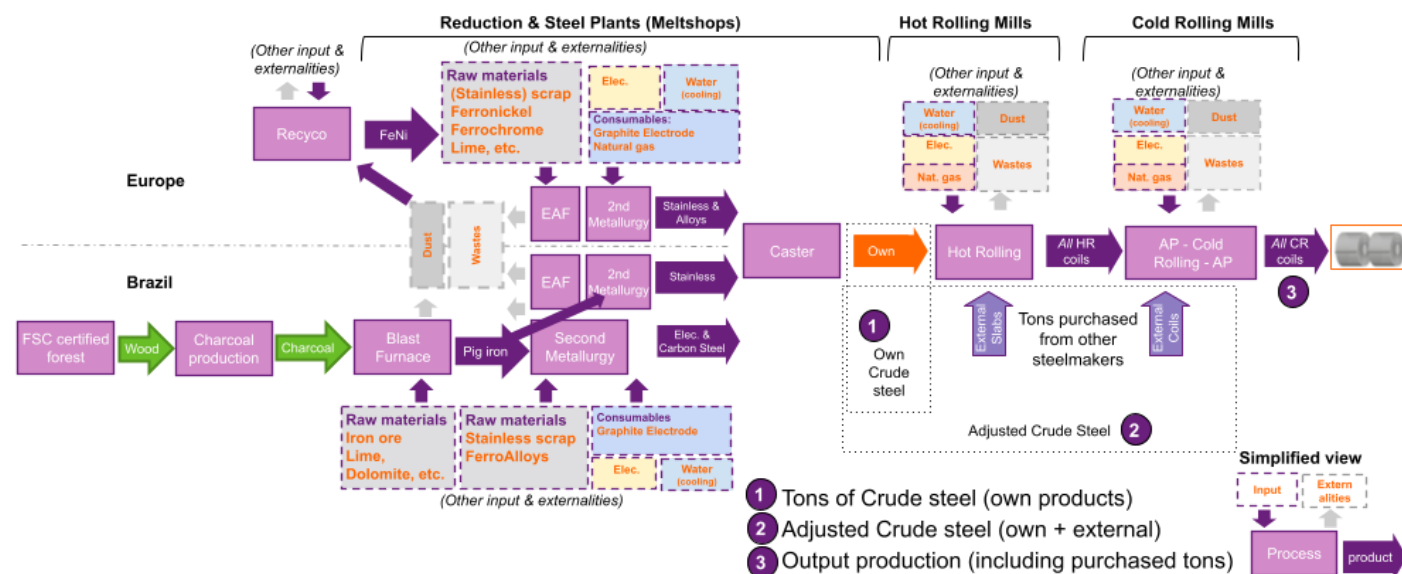 Reduction & Steel Plants (Meltshops)
Hot Rolling Mills
Cold Rolling Mills
(Other input &
externalities)
(Other input & externalities)
(Other input &
externalities)
(Other input &
externalities)
Recyco
FeNi
Raw materials
(Stainless) scrap
Ferronickel
Ferrochrome
Lime, etc.
Elec.
Water
(cooling)
Consumables:
Graphite Electrode
Natural gas
Water
(cooling)
Dust
Elec.
Wastes
Nat. gas
Water
(cooling)
Dust
Elec.
Wastes
Nat. gas
Europe
Dust
Wastes
EAF
2nd
Metallurgy
Stainless &
Alloys
Caster
Own
Hot Rolling
All HR
coils
AP - Cold
Rolling - AP
All CR
coils
3
Brazil
EAF
2nd
Metallurgy
Stainless
FSC certified
forest
Wood
Charcoal
production
Charcoal
Blast
Furnace
Pig iron
Second
Metallurgy
Elec. &
Carbon Steel
1
Own
Crude
steel
External
Slabs
Tons purchased
from other
steelmakers
External
Coils
Adjusted Crude Steel
2
Raw materials
Iron ore
Lime,
Dolomite, etc.
Raw materials
Stainless scrap
FerroAlloys
Consumables
Graphite Electrode
Elec.
Water
(cooling)
(Other input & externalities)
1 Tons of Crude steel (own products)
2 Adjusted Crude steel (own + external)
3 Output production (including purchased tons)
Simplified view
Input
Extern
alities
Process
product